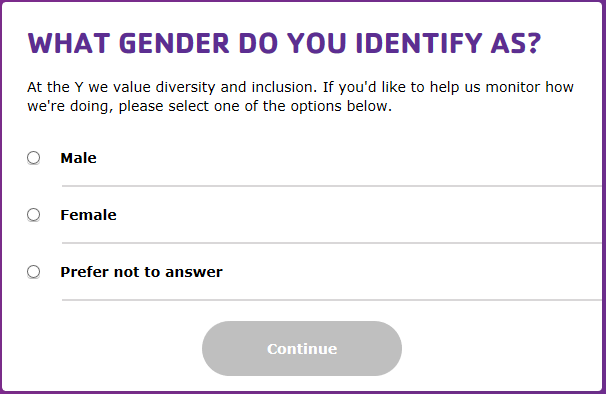 WHAT GENDER DO YOU IDENTIFY AS?
At the Y we value diversity and inclusion. If you'd like to help us monitor how
we're doing, please select one of the options below.
Male
Female
Prefer not to answer
Continue